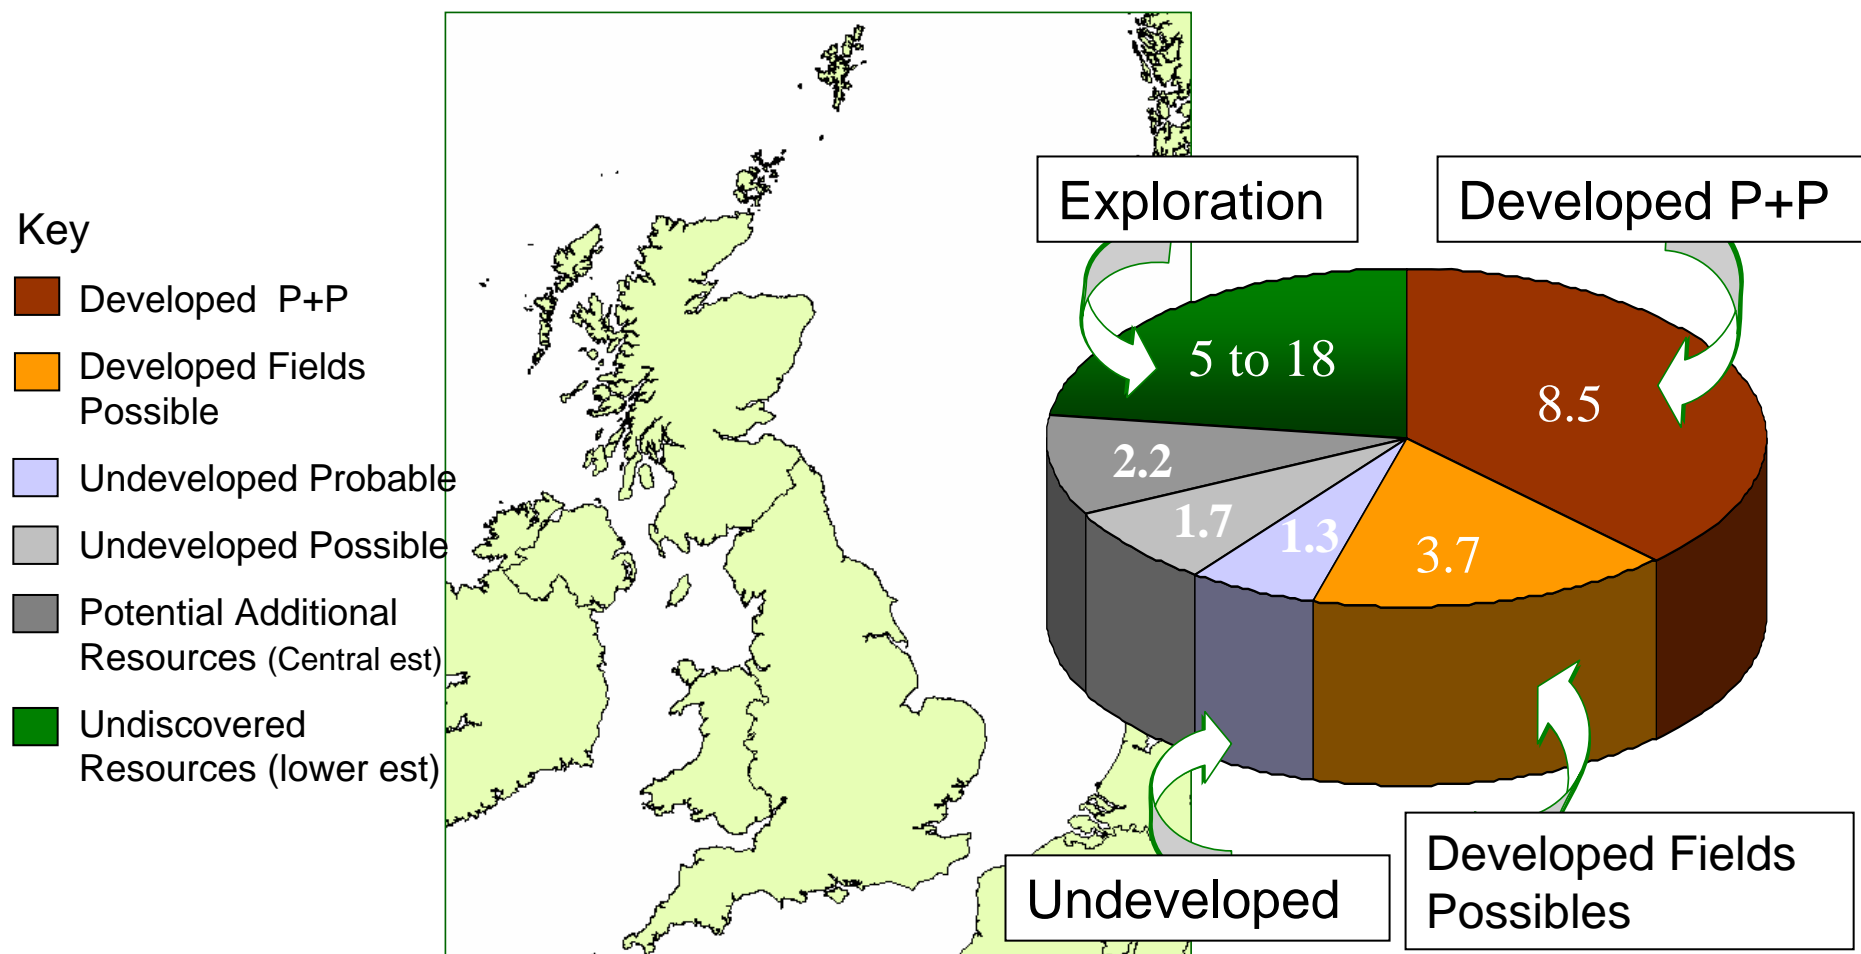 Key
Developed P+P
Developed Fields
Possible
Undeveloped Probable
Undeveloped Possible
Potential Additional
Resources (Central est)
Undiscovered
Resources (lower est)
Exploration
Developed P+P
5 to 18
8.5
2.2
1.7
1.3
3.7
Undeveloped
Developed Fields
Possibles